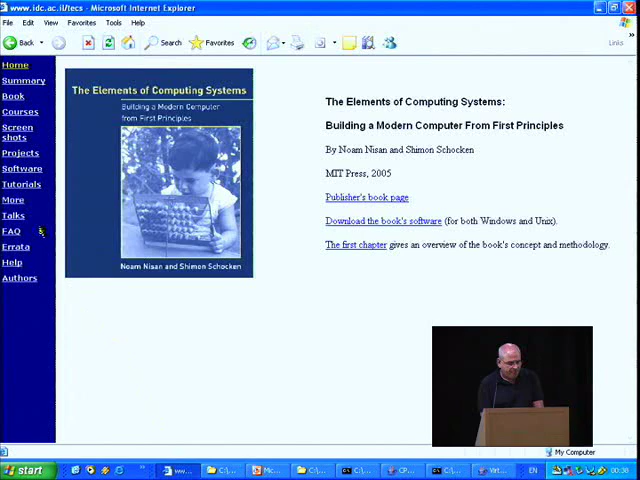 www.idc.ac.il/tecs - Microsoft Internet Explorer
File Edit View Favorites Tools Help
Back Search Favorites Links
Home
Summary
Book
Courses
Screen
shots
Projects
Software
Tutorials
More
Talks
FAQ
Errata
Help
Authors
The Elements of Computing Systems
Building a Modern Computer
from First Principles
Noam Nisan and Shimon Schocken
The Elements of Computing Systems:
Building a Modern Computer From First Principles
By Noam Nisan and Shimon Schocken
MIT Press, 2005
Publisher's book page
Download the book's software (for both Windows and Unix).
The first chapter gives an overview of the book's concept and methodology.
My Computer
start www... C:\... Mic... C:\... C:\... CP... C:\... Virt... EN 00:38